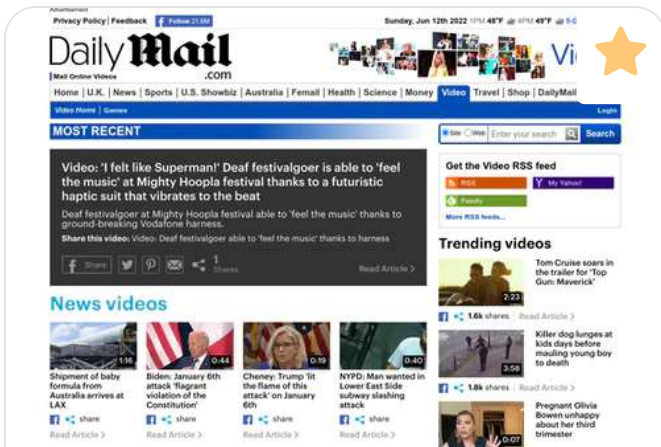 Advertisement
Privacy Policy | Feedback
Follow 21.6M
Sunday, Jun 12th 2022 1PM 48°F 4PM 49°F
Daily Mail
.com
Mail Online Videos
Home | U.K. | News | Sports | U.S. Showbiz | Australia | Femail | Health | Science | Money | Video | Travel | Shop | DailyMail
Video Home | Games
Login
MOST RECENT
Site Web Enter your search Search
Video: 'I felt like Superman!' Deaf festivalgoer is able to 'feel
the music' at Mighty Hoopla festival thanks to a futuristic
haptic suit that vibrates to the beat
Deaf festivalgoer at Mighty Hoopla festival able to 'feel the music' thanks to
ground-breaking Vodafone harness.
Share this video: Video: Deaf festivalgoer able to 'feel the music' thanks to harness
Share
1
Shares
Read Article >
Get the Video RSS feed
RSS
My Yahoo!
Feedly
More RSS feeds...
Trending videos
2:23
Tom Cruise soars in
the trailer for 'Top
Gun: Maverick'
1.6k shares | Read Article >
3:58
Killer dog lunges at
kids days before
mauling young boy
to death
1.8k shares | Read Article >
0:07
Pregnant Olivia
Bowen unhappy
about her third
trimester
News videos
1:16
Shipment of baby
formula from
Australia arrives at
LAX
share
Read Article >
0:44
Biden: January 6th
attack 'flagrant
violation of the
Constitution'
share
Read Article >
0:19
Cheney: Trump 'lit
the flame of this
attack' on January
6th
share
Read Article >
0:40
NYPD: Man wanted in
Lower East Side
subway slashing
attack
share
Read Article >